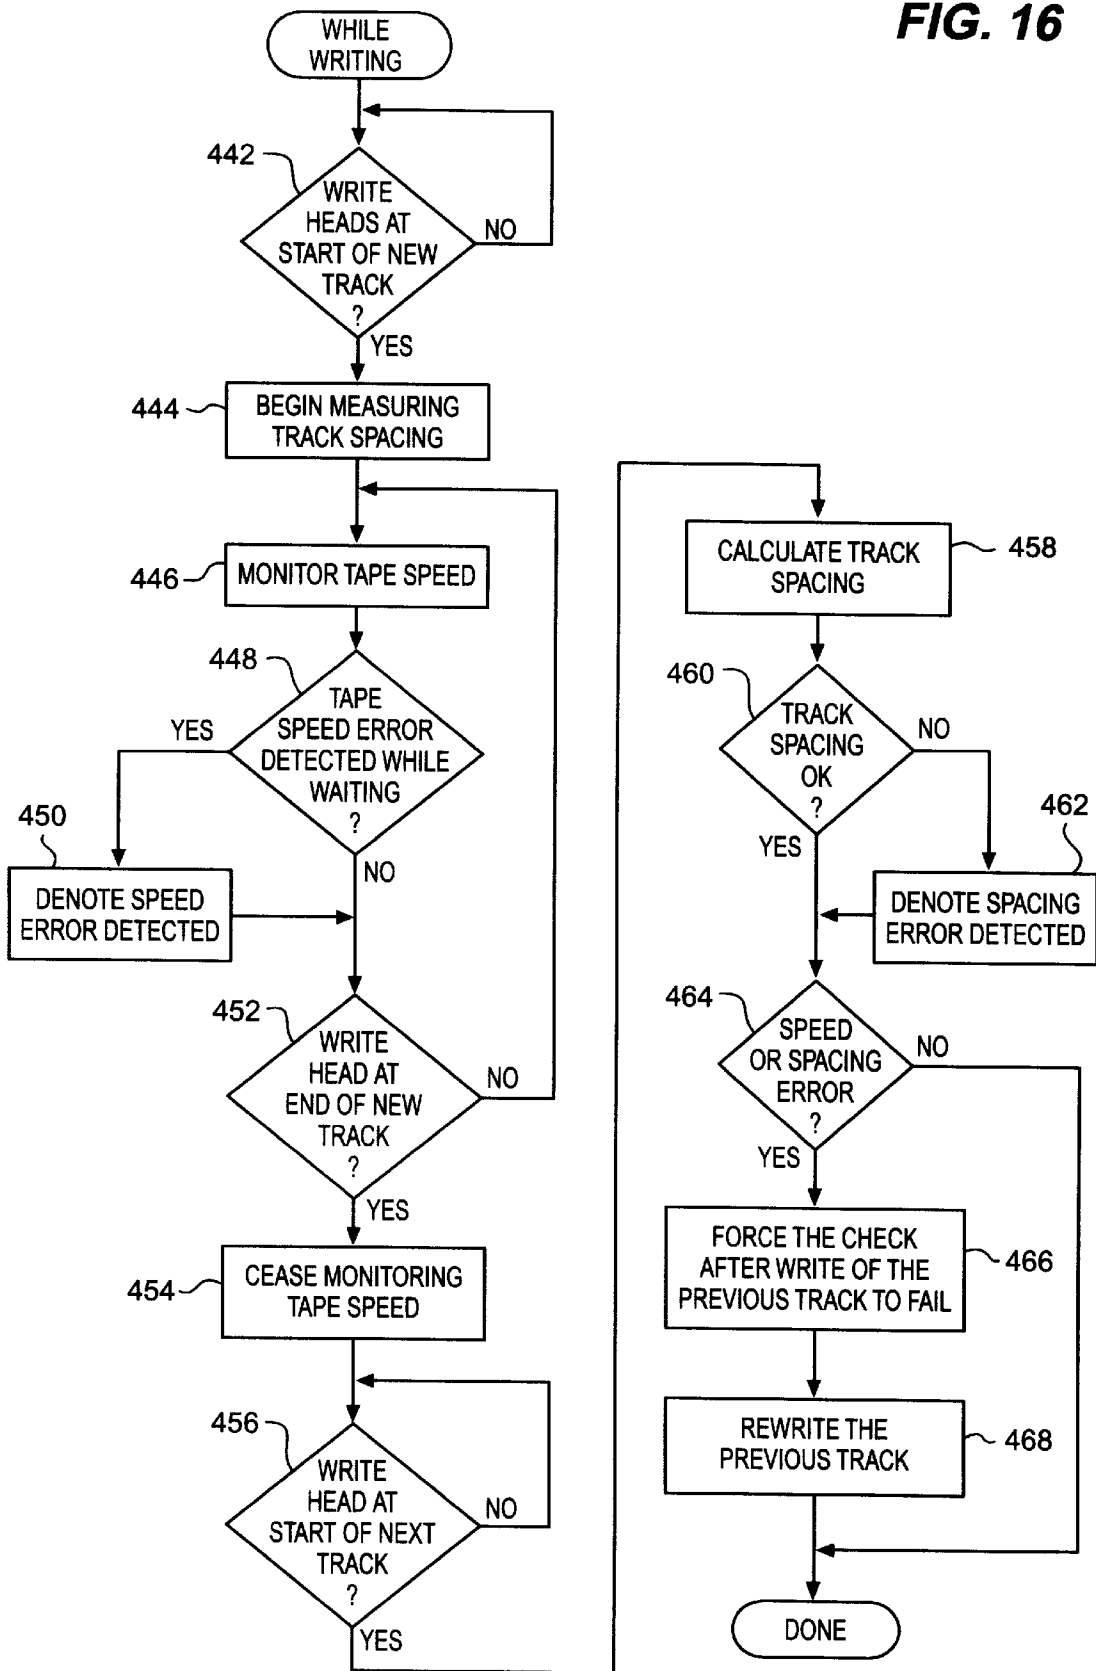 FIG. 16
WHILE
WRITING
442
WRITE
HEADS AT
START OF NEW
TRACK
?
NO
YES
444
BEGIN MEASURING
TRACK SPACING
446
MONITOR TAPE SPEED
448
TAPE
SPEED ERROR
DETECTED WHILE
WAITING
?
YES
NO
450
DENOTE SPEED
ERROR DETECTED
452
WRITE
HEAD AT
END OF NEW
TRACK
?
NO
YES
454
CEASE MONITORING
TAPE SPEED
456
WRITE
HEAD AT
START OF NEXT
TRACK
?
NO
YES
CALCULATE TRACK
SPACING
458
460
TRACK
SPACING
OK
?
NO
YES
462
DENOTE SPACING
ERROR DETECTED
464
SPEED
OR SPACING
ERROR
?
NO
YES
FORCE THE CHECK
AFTER WRITE OF THE
PREVIOUS TRACK TO FAIL
466
REWRITE THE
PREVIOUS TRACK
468
DONE